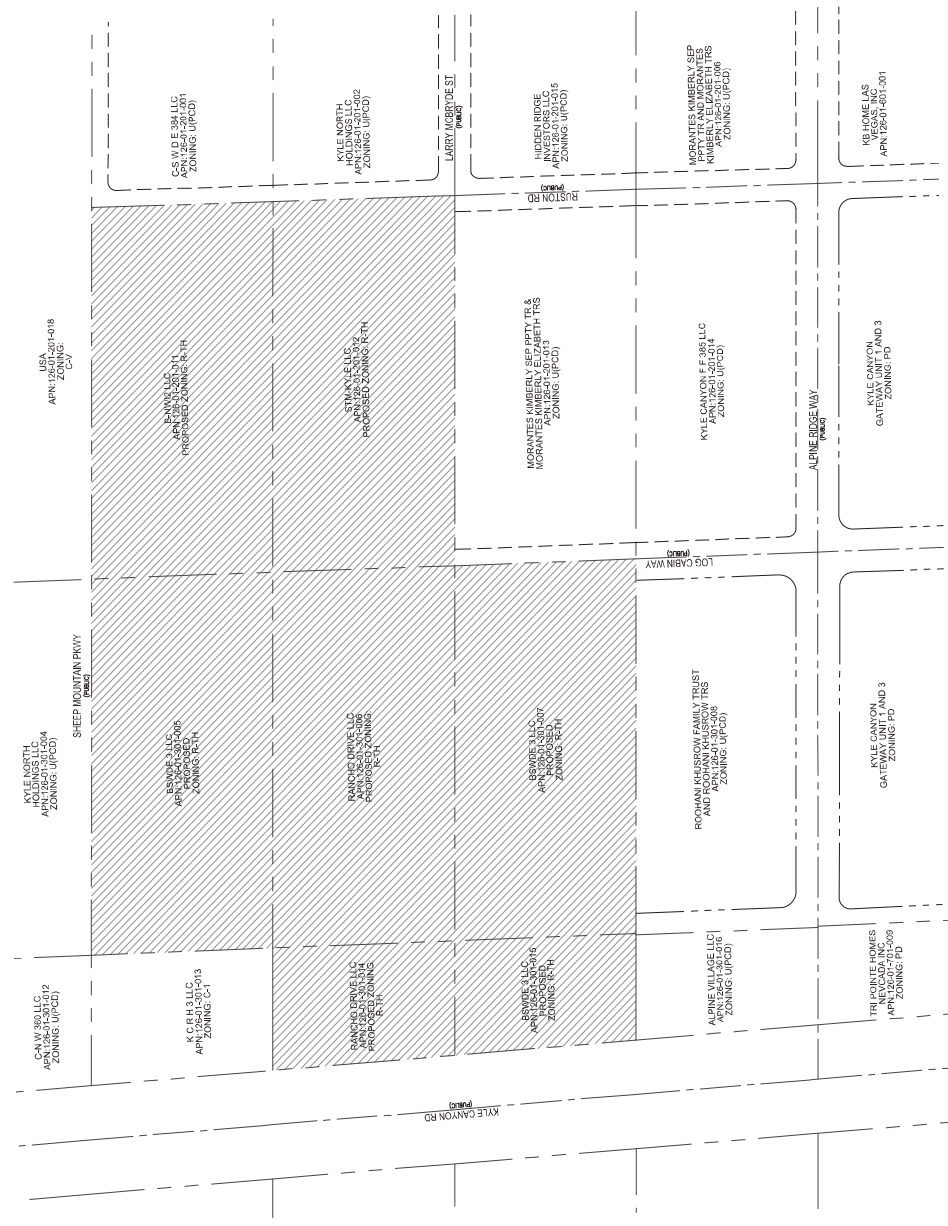 C-N W 360 LLC
APN:126-01-301-012
ZONING: U(PCD)
KYLE NORTH
HOLDINGS LLC
APN:126-01-301-004
ZONING: U(PCD)
USA
APN:126-01-201-018
ZONING:
C-V
SHEEP MOUNTAIN PKWY
(PUBLIC)
K C R H 3 LLC
APN:126-01-301-013
ZONING: C-1
BSWDE 3 LLC
APN:126-01-301-005
PROPOSED
ZONING: R-TH
B-NWI2 LLC
APN:126-01-201-011
PROPOSED ZONING: R-TH
C-S W D E 384 LLC
APN:126-01-201-001
ZONING: U(PCD)
RANCHO DRIVE LLC
APN:126-01-301-014
PROPOSED ZONING:
R-TH
RANCHO DRIVE LLC
APN:126-01-301-006
PROPOSED ZONING:
R-TH
STM-KYLE LLC
APN:126-01-201-012
PROPOSED ZONING: R-TH
KYLE NORTH
HOLDINGS LLC
APN:126-01-201-002
ZONING: U(PCD)
LARRY MCBRYDE ST
(PUBLIC)
BSWDE 3 LLC
APN:126-01-301-015
PROPOSED
ZONING: R-TH
BSWDE 3 LLC
APN:126-01-301-007
PROPOSED
ZONING: R-TH
MORANTES KIMBERLY SEP PPTY TR &
MORANTES KIMBERLY ELIZABETH TRS
APN:126-01-201-013
ZONING: U(PCD)
HIDDEN RIDGE
INVESTORS LLC
APN:126-01-201-015
ZONING: U(PCD)
KYLE CANYON RD
(PUBLIC)
LOG CABIN WAY
(PUBLIC)
RUSTON RD
(PUBLIC)
ALPINE VILLAGE LLC
APN:126-01-301-016
ZONING: U(PCD)
ROOHANI KHUSROW FAMILY TRUST
AND ROOHANI KHUSROW TRS
APN:126-01-301-008
ZONING: U(PCD)
KYLE CANYON F F 385 LLC
APN:126-01-201-014
ZONING: U(PCD)
MORANTES KIMBERLY SEP
PPTY TR AND MORANTES
KIMBERLY ELIZABETH TRS
APN:126-01-201-006
ZONING: U(PCD)
ALPINE RIDGE WAY
(PUBLIC)
TRI POINTE HOMES
NEVCADA INC
APN:126-01-701-009
ZONING: PD
KYLE CANYON
GATEWAY UNIT 1 AND 3
ZONING: PD
KYLE CANYON
GATEWAY UNIT 1 AND 3
ZONING: PD
KB HOME LAS
VEGAS, INC
APN:126-01-601-001